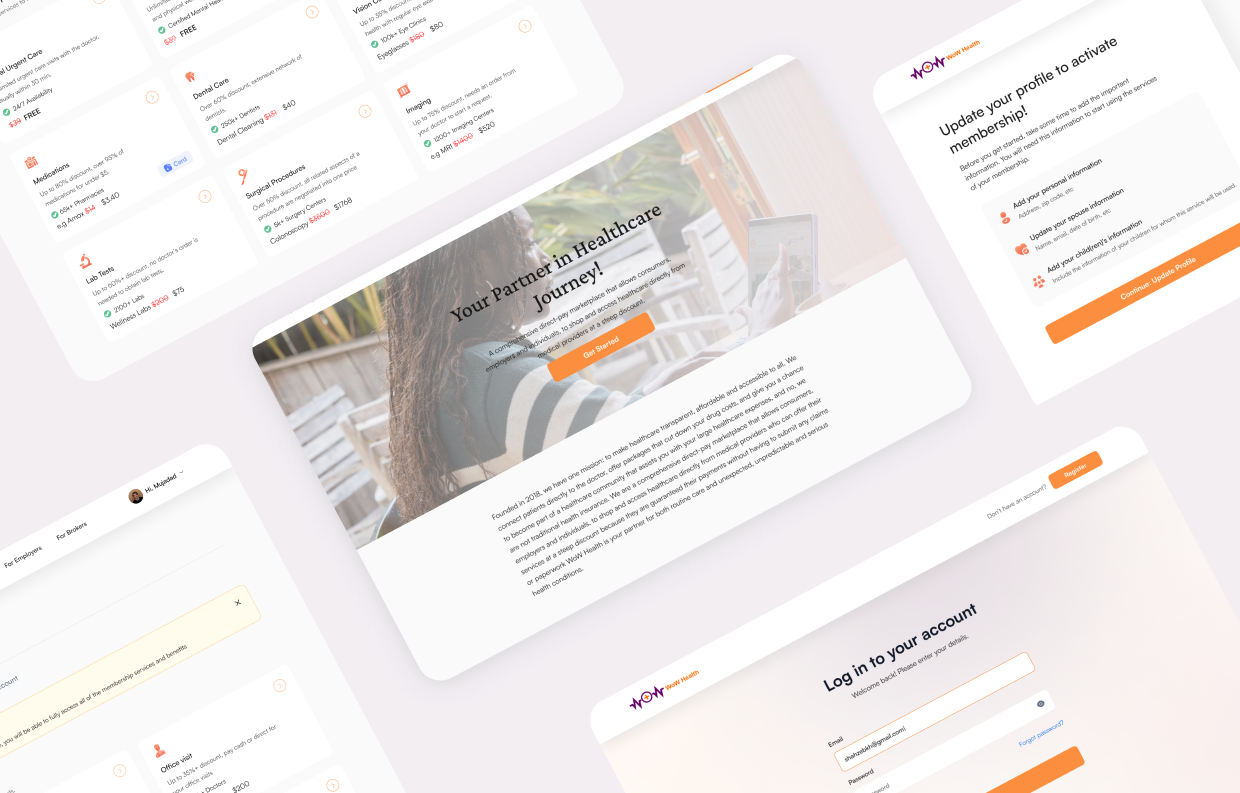 services to
al Urgent Care
limited urgent care visits with the doctor,
usually within 30 min.
24/7 Availability
$39 FREE
Unlimited
and physical
Certified Mental
$89 FREE
Vision
Up to 35% discount,
health with regular eye
100k+ Eye Clinics
Eyeglasses $180 $80
Medications
Up to 80% discount, over 95% of
medications for under $5.
65k+ Pharmacies
e.g Amox $14 $3.40
Card
Dental Care
Over 60% discount, extensive network of
dentists.
250k+ Dentists
Dental Cleaning $151 $40
Imaging
Up to 75% discount, needs an order from
your doctor to start a request.
1200+ Imaging Centers
e.g MRI $1400 $520
Lab Tests
Up to 60%+ discount, no doctor's order is
needed to obtain lab tests.
2100+ Labs
Wellness Labs $200 $75
Surgical Procedures
Over 50% discount, all related aspects of a
procedure are negotiated into one price
5k+ Surgery Centers
Colonoscopy $3600 $1768
Your Partner in Healthcare
Journey!
A comprehensive direct-pay marketplace that allows consumers,
employers and individuals, to shop and access healthcare directly from
medical providers at a steep discount.
Get Started
Founded in 2018, we have one mission: to make healthcare transparent, affordable and accessible to all. We
connect patients directly to the doctor, offer packages that cut down your drug costs, and give you a chance
to become part of a healthcare community that assists you with your large healthcare expenses, and no, we
are not traditional health insurance. We are a comprehensive direct-pay marketplace that allows consumers,
employers and individuals, to shop and access healthcare directly from medical providers who can offer their
services at a steep discount because they are guaranteed their payments without having to submit any claims
or paperwork WoW Health is your partner for both routine care and unexpected, unpredictable and serious
health conditions.
WoW Health
Update your profile to activate
membership!
Before you get started, take some time to add the important
information. You will need this information to start using the services
of your membership.
Add your personal information
Address, zip code, etc
Update your spouse information
Name, email, date of birth, etc
Add your child(ren)'s information
Include the information of your children for whom this service will be used.
Continue: Update Profile
For Employers
For Brokers
Hi, Mujaded
account
, you will be able to fully access all of the membership services and benefits
Office visit
Up to 35%+ discount, pay cash or direct for
your office visits
Doctors $200
WoW Health
Don't have an account?
Register
Log in to your account
Welcome back! Please enter your details.
Email
shahzebkh@gmail.com
Password
Forgot password?